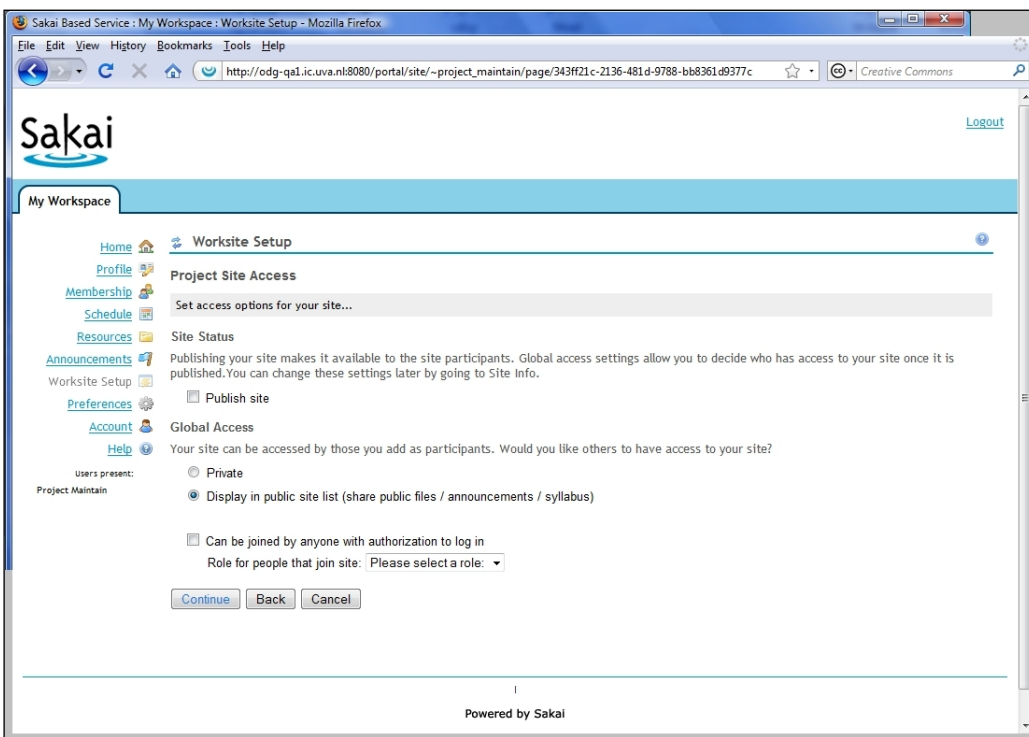 Sakai Based Service : My Workspace : Worksite Setup - Mozilla Firefox
File Edit View History Bookmarks Tools Help
http://odg-qa1.ic.uva.nl:8080/portal/site/~project_maintain/page/343ff21c-2136-481d-9788-bb8361d9377c
Creative Commons
Sakai
Logout
My Workspace
Home
Profile
Membership
Schedule
Resources
Announcements
Worksite Setup
Preferences
Account
Help
Users present:
Project Maintain
Worksite Setup
Project Site Access
Set access options for your site...
Site Status
Publishing your site makes it available to the site participants. Global access settings allow you to decide who has access to your site once it is
published.You can change these settings later by going to Site Info.
Publish site
Global Access
Your site can be accessed by those you add as participants. Would you like others to have access to your site?
Private
Display in public site list (share public files / announcements / syllabus)
Can be joined by anyone with authorization to log in
Role for people that join site: Please select a role:
Continue Back Cancel
|
Powered by Sakai